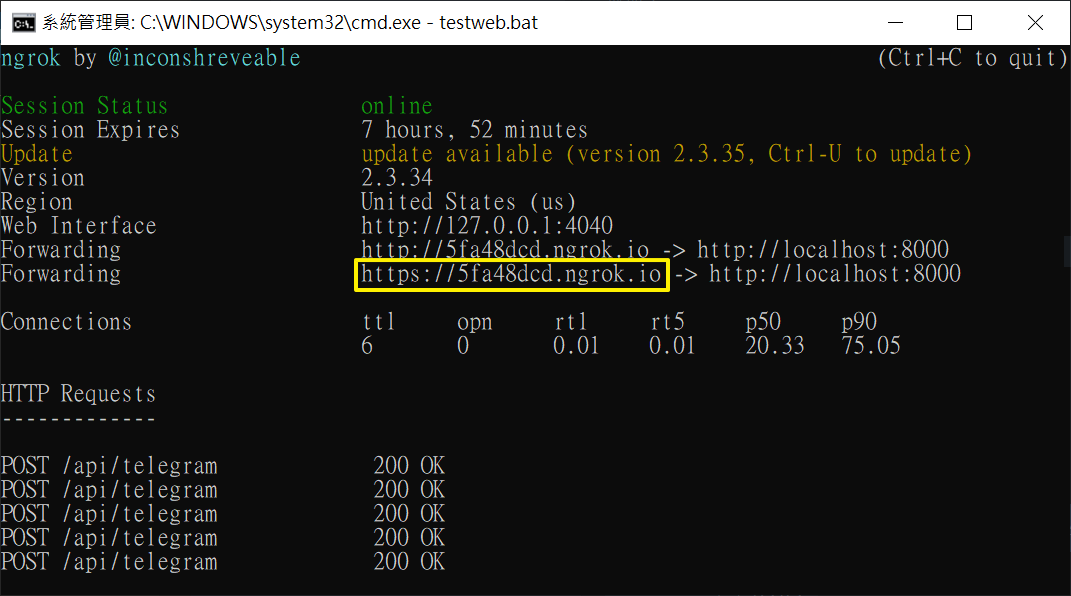 系統管理員: C:\WINDOWS\system32\cmd.exe - testweb.bat
ngrok by @inconshreveable (Ctrl+C to quit)
Session Status online
Session Expires 7 hours, 52 minutes
Update update available (version 2.3.35, Ctrl-U to update)
Version 2.3.34
Region United States (us)
Web Interface http://127.0.0.1:4040
Forwarding http://5fa48dcd.ngrok.io -> http://localhost:8000
Forwarding https://5fa48dcd.ngrok.io -> http://localhost:8000
Connections ttl opn rt1 rt5 p50 p90
6 0 0.01 0.01 20.33 75.05
HTTP Requests
-------------
POST /api/telegram 200 OK
POST /api/telegram 200 OK
POST /api/telegram 200 OK
POST /api/telegram 200 OK
POST /api/telegram 200 OK